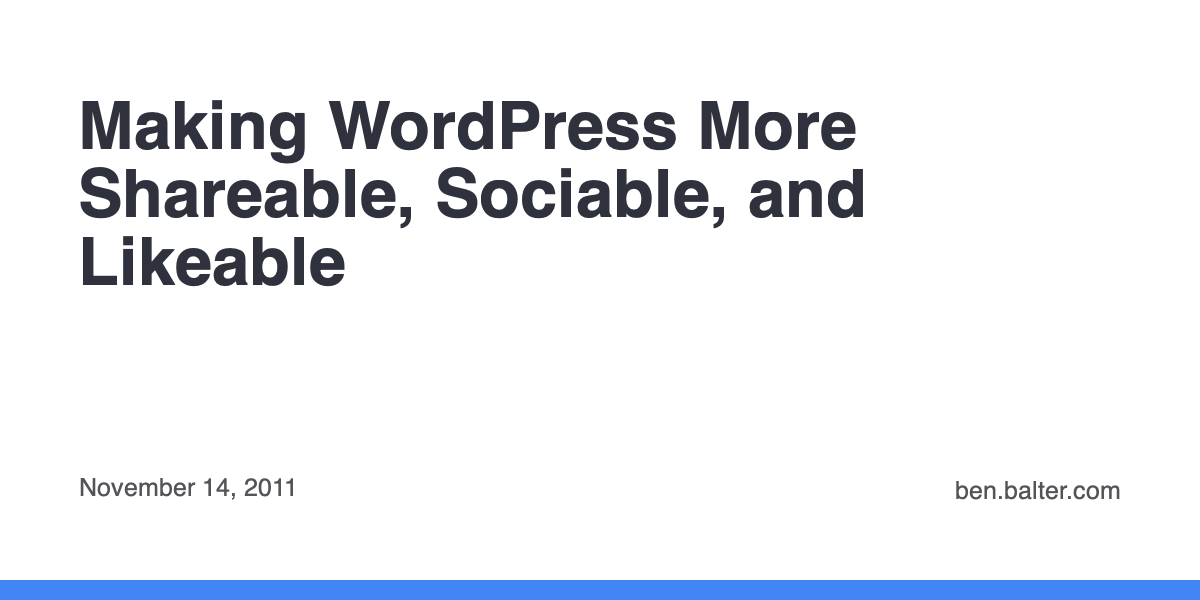 Making WordPress More
Shareable, Sociable, and
Likeable
November 14, 2011
ben.balter.com